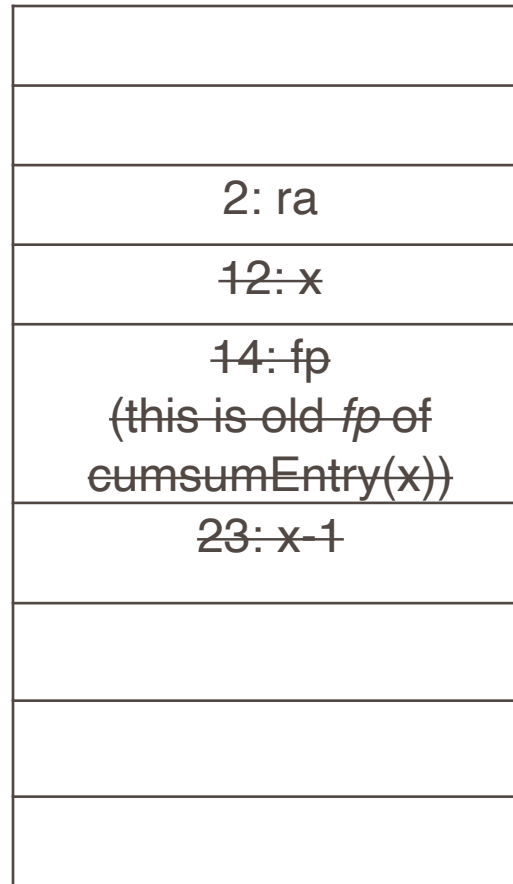 2: ra
12: x
14: fp
(this is old fp of
cumsumEntry(x))
23: x-1